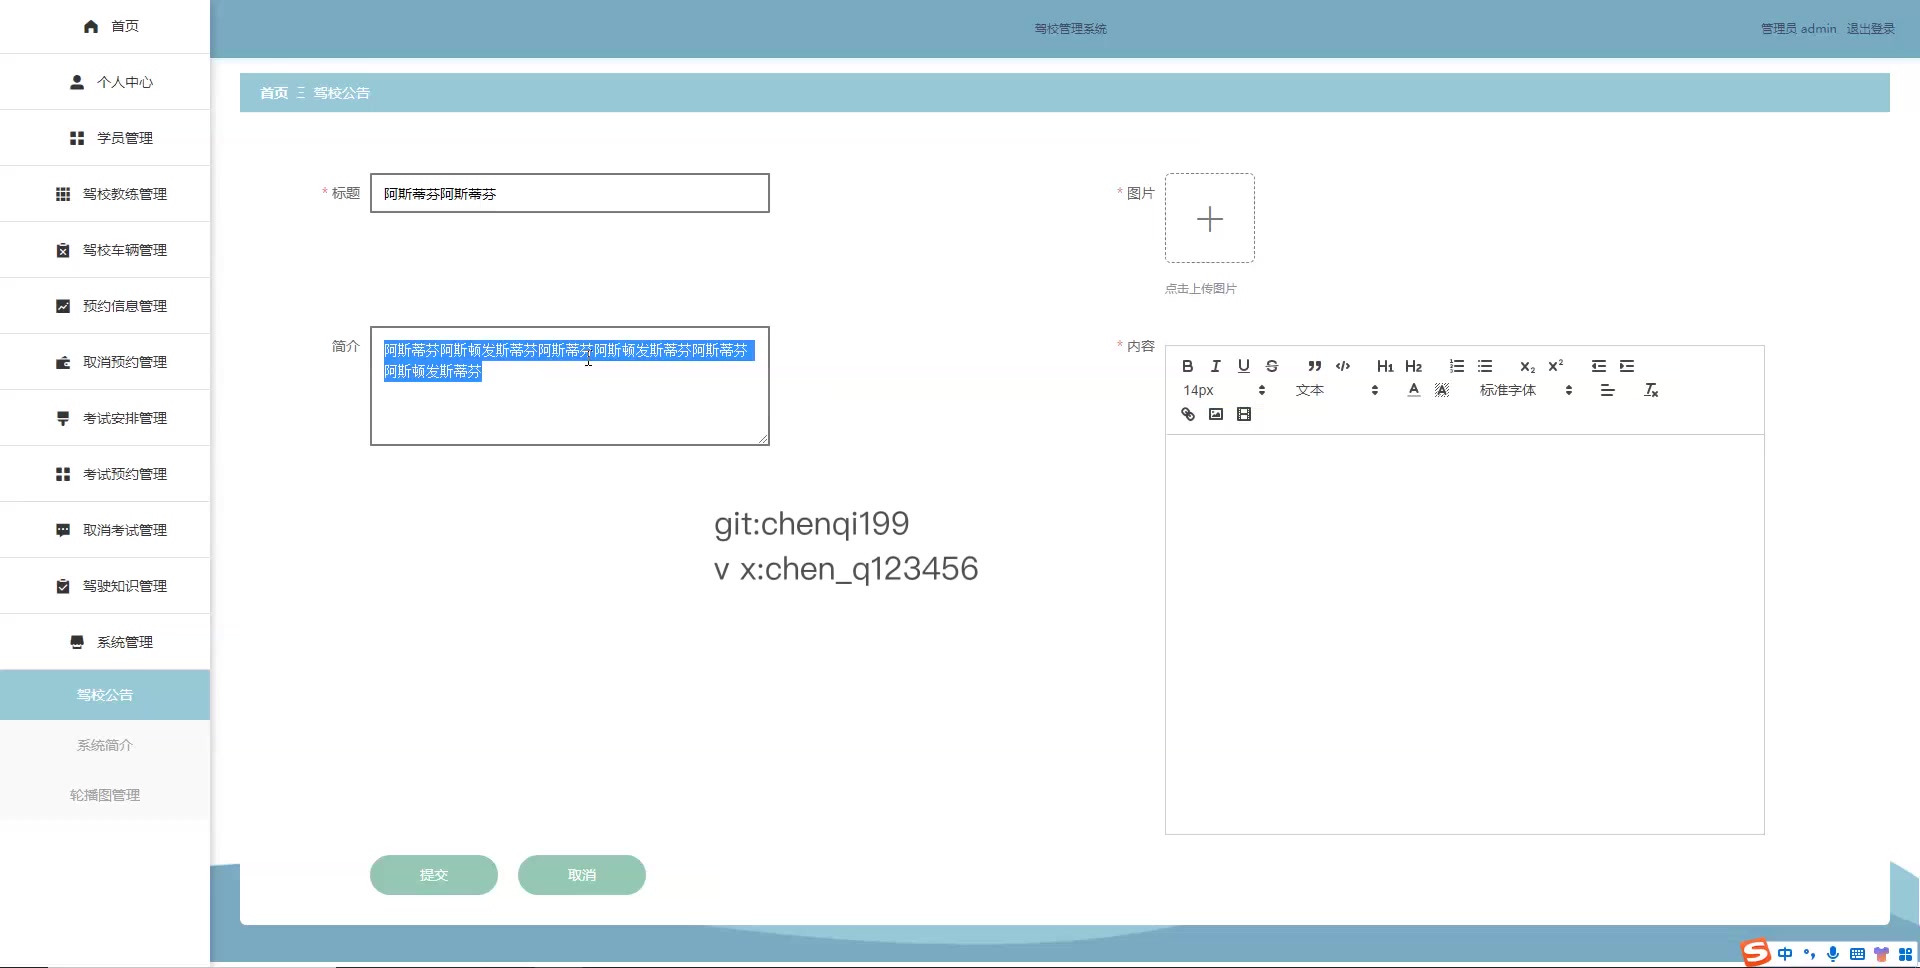 首页
个人中心
学员管理
驾校教练管理
驾校车辆管理
预约信息管理
取消预约管理
考试安排管理
考试预约管理
取消考试管理
驾驶知识管理
系统管理
驾校公告
系统简介
轮播图管理
驾校管理系统
管理员 admin 退出登录
首页 Ξ 驾校公告
* 标题 阿斯蒂芬阿斯蒂芬
* 图片
点击上传图片
简介 阿斯蒂芬阿斯顿发斯蒂芬阿斯蒂芬阿斯顿发斯蒂芬阿斯蒂芬
阿斯顿发斯蒂芬
* 内容
B I U S H1 H2 x2 x2
14px 文本 A A 标准字体 Tx
git:chenqi199
v x:chen_q123456
提交 取消
S 中